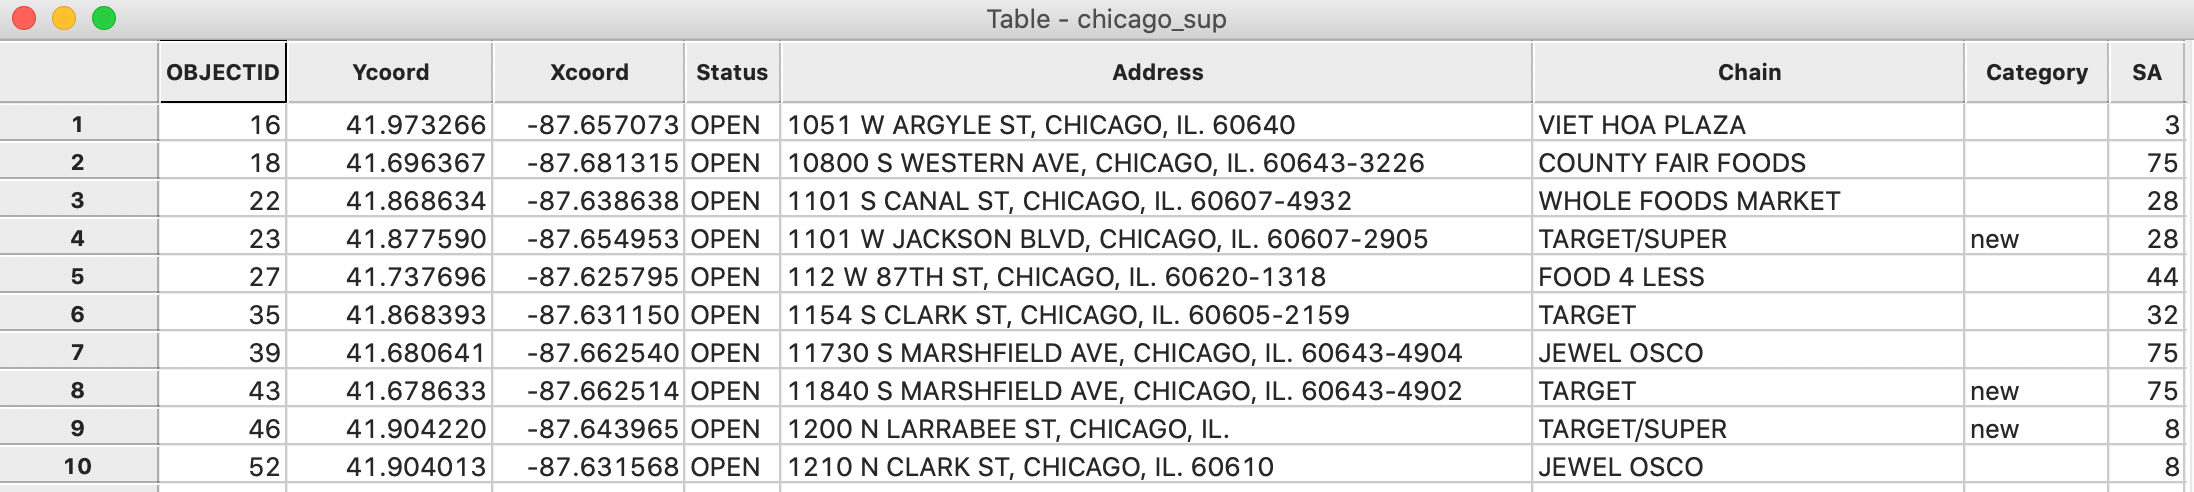 Table - chicago_sup
OBJECTID Ycoord Xcoord Status Address Chain Category SA
1 16 41.973266 -87.657073 OPEN 1051 W ARGYLE ST, CHICAGO, IL. 60640 VIET HOA PLAZA 3
2 18 41.696367 -87.681315 OPEN 10800 S WESTERN AVE, CHICAGO, IL. 60643-3226 COUNTY FAIR FOODS 75
3 22 41.868634 -87.638638 OPEN 1101 S CANAL ST, CHICAGO, IL. 60607-4932 WHOLE FOODS MARKET 28
4 23 41.877590 -87.654953 OPEN 1101 W JACKSON BLVD, CHICAGO, IL. 60607-2905 TARGET/SUPER new 28
5 27 41.737696 -87.625795 OPEN 112 W 87TH ST, CHICAGO, IL. 60620-1318 FOOD 4 LESS 44
6 35 41.868393 -87.631150 OPEN 1154 S CLARK ST, CHICAGO, IL. 60605-2159 TARGET 32
7 39 41.680641 -87.662540 OPEN 11730 S MARSHFIELD AVE, CHICAGO, IL. 60643-4904 JEWEL OSCO 75
8 43 41.678633 -87.662514 OPEN 11840 S MARSHFIELD AVE, CHICAGO, IL. 60643-4902 TARGET new 75
9 46 41.904220 -87.643965 OPEN 1200 N LARRABEE ST, CHICAGO, IL. TARGET/SUPER new 8
10 52 41.904013 -87.631568 OPEN 1210 N CLARK ST, CHICAGO, IL. 60610 JEWEL OSCO 8